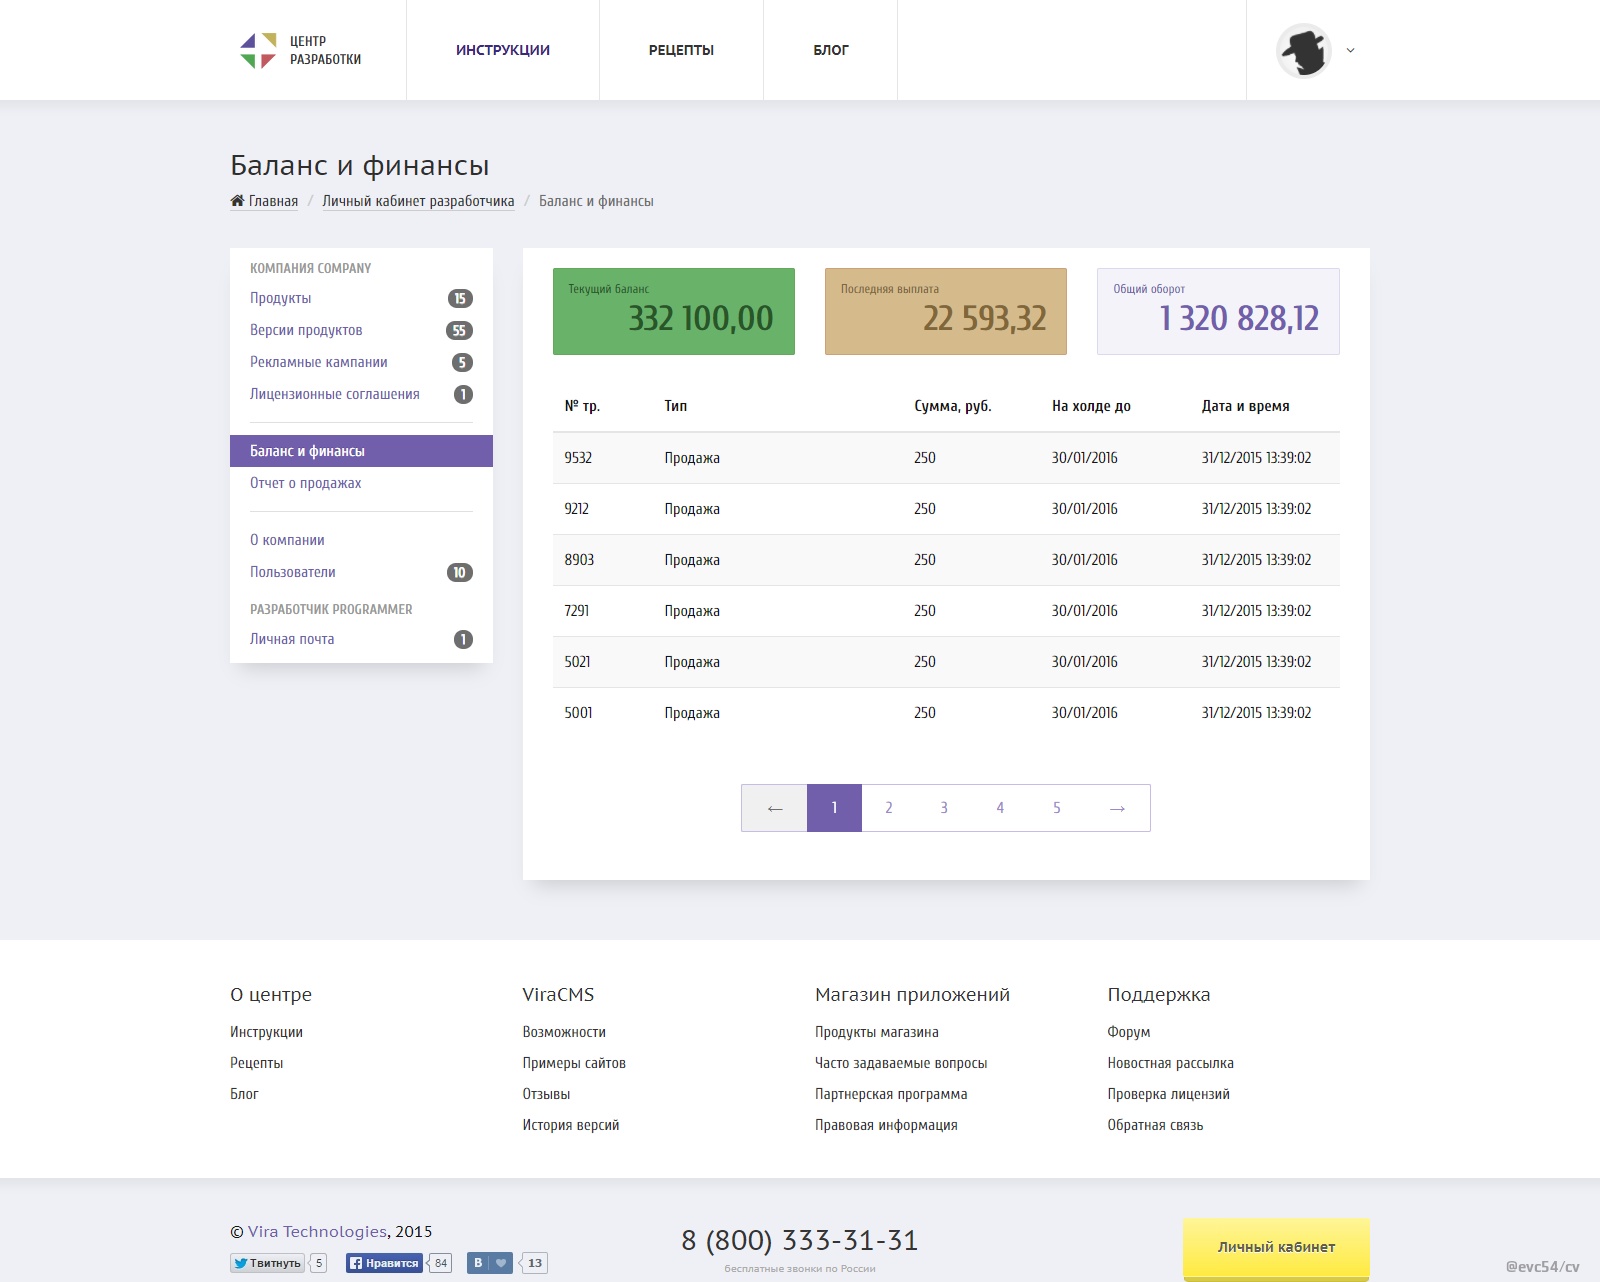 ЦЕНТР
РАЗРАБОТКИ
ИНСТРУКЦИИ
РЕЦЕПТЫ
БЛОГ
Баланс и финансы
Главная / Личный кабинет разработчика / Баланс и финансы
КОМПАНИЯ COMPANY
Продукты 15
Версии продуктов 55
Рекламные кампании 5
Лицензионные соглашения 1
Баланс и финансы
Отчет о продажах
О компании
Пользователи 10
РАЗРАБОТЧИК PROGRAMMER
Личная почта 1
Текущий баланс
332 100,00
Последняя выплата
22 593,32
Общий оборот
1 320 828,12
№ тр. Тип Сумма, руб. На холде до Дата и время
9532 Продажа 250 30/01/2016 31/12/2015 13:39:02
9212 Продажа 250 30/01/2016 31/12/2015 13:39:02
8903 Продажа 250 30/01/2016 31/12/2015 13:39:02
7291 Продажа 250 30/01/2016 31/12/2015 13:39:02
5021 Продажа 250 30/01/2016 31/12/2015 13:39:02
5001 Продажа 250 30/01/2016 31/12/2015 13:39:02
← 1 2 3 4 5 →
О центре
Инструкции
Рецепты
Блог
ViraCMS
Возможности
Примеры сайтов
Отзывы
История версий
Магазин приложений
Продукты магазина
Часто задаваемые вопросы
Партнерская программа
Правовая информация
Поддержка
Форум
Новостная рассылка
Проверка лицензий
Обратная связь
© Vira Technologies, 2015
Твитнуть 5
Нравится 84
В 13
8 (800) 333-31-31
бесплатные звонки по России
Личный кабинет
@evc54/cv